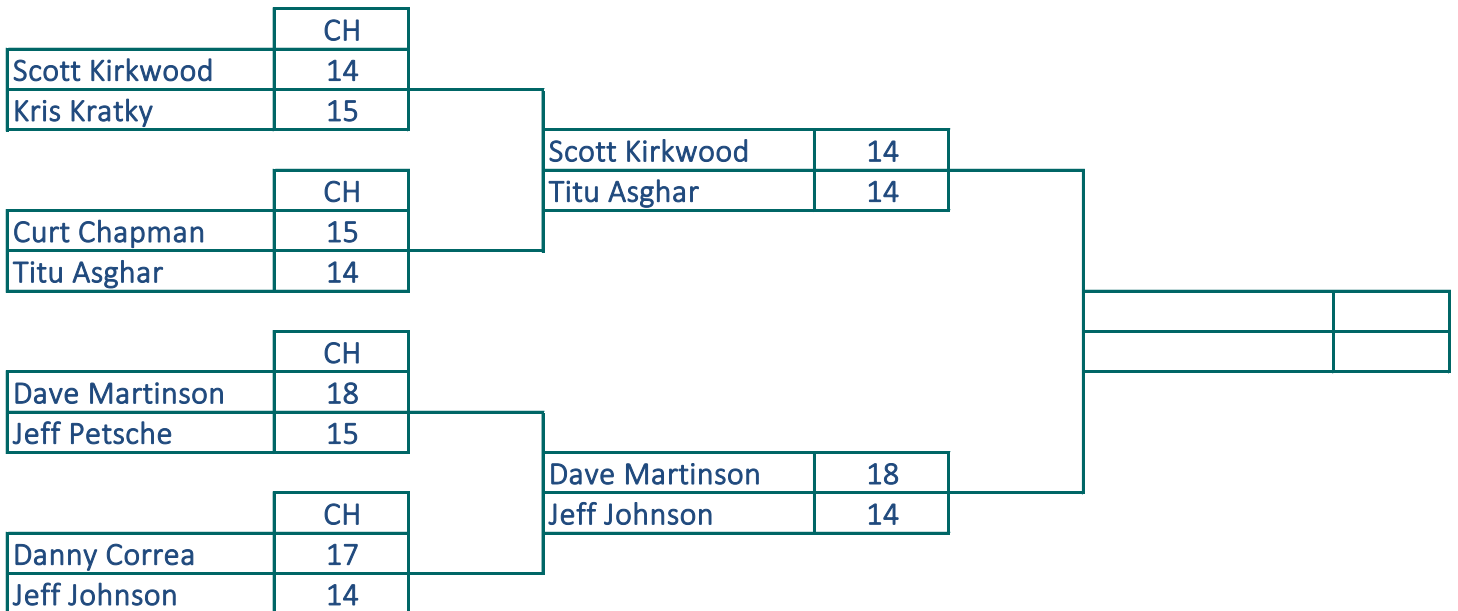 CH
Scott Kirkwood 14
Kris Kratky 15
CH
Curt Chapman 15
Titu Asghar 14
CH
Dave Martinson 18
Jeff Petsche 15
CH
Danny Correa 17
Jeff Johnson 14
Scott Kirkwood 14
Titu Asghar 14
Dave Martinson 18
Jeff Johnson 14